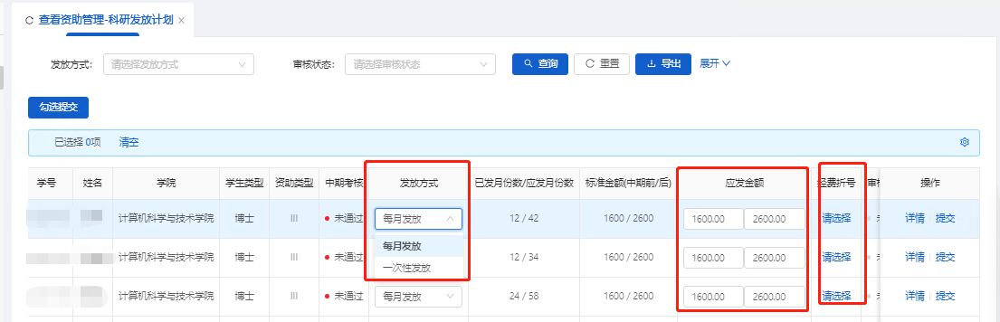 查看资助管理-科研发放计划
发放方式: 请选择发放方式 审核状态: 请选择审核状态 查询 重置 导出 展开
勾选提交
已选择 0项 清空
学号 姓名 学院 学生类型 资助类型 中期考核 发放方式 已发月份数/应发月份数 标准金额(中期前/后) 应发金额 经费折号 操作
计算机科学与技术学院 博士 III 未通过 每月发放 12 / 42 1600 / 2600 1600.00 2600.00 请选择 详情 提交
每月发放
计算机科学与技术学院 博士 III 未通过 12 / 34 1600 / 2600 1600.00 2600.00 请选择 详情 提交
一次性发放
计算机科学与技术学院 博士 III 未通过 每月发放 24 / 58 1600 / 2600 1600.00 2600.00 请选择 详情 提交